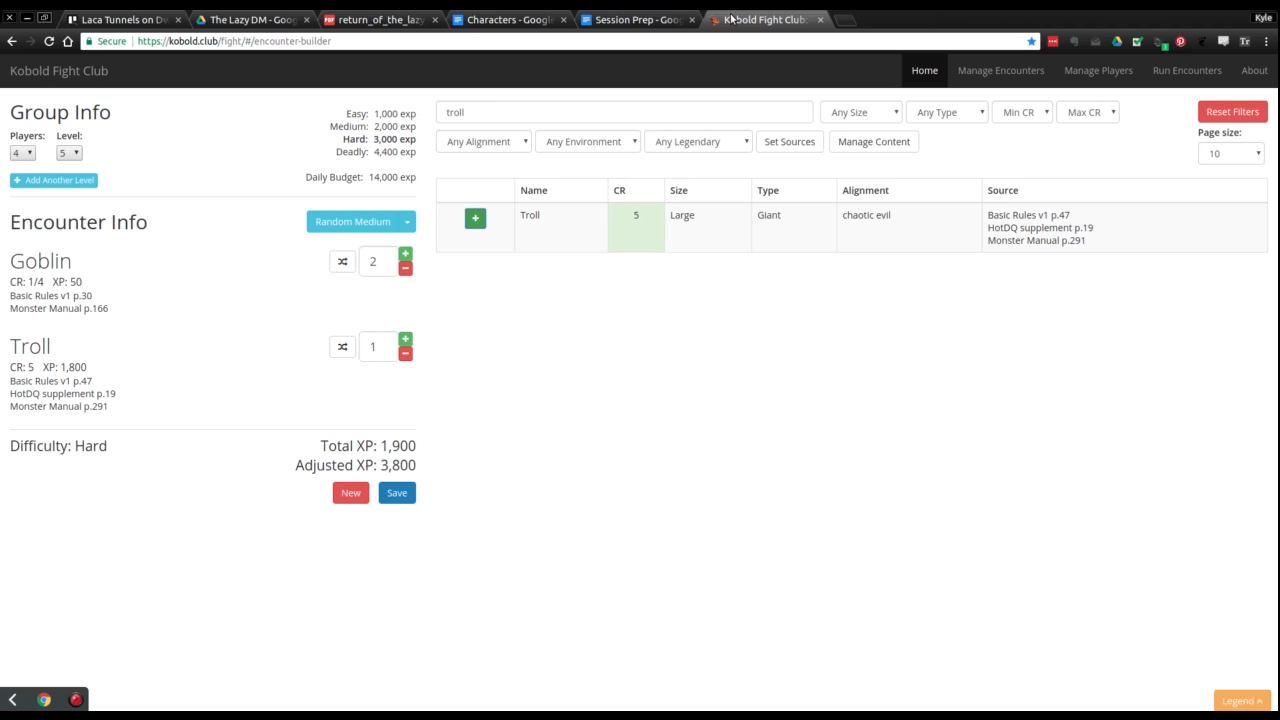 Laca Tunnels on Dw
The Lazy DM - Goog
PDF return_of_the_lazy
Characters - Google
Session Prep - Goog
Kobold Fight Club
Kyle
Secure https://kobold.club/fight/#/encounter-builder
Tr
Kobold Fight Club
Home Manage Encounters Manage Players Run Encounters About
Group Info
Players: Level:
4 5
Add Another Level
Easy: 1,000 exp
Medium: 2,000 exp
Hard: 3,000 exp
Deadly: 4,400 exp
Daily Budget: 14,000 exp
Encounter Info
Random Medium
Goblin
2
CR: 1/4 XP: 50
Basic Rules v1 p.30
Monster Manual p.166
Troll
1
CR: 5 XP: 1,800
Basic Rules v1 p.47
HotDQ supplement p.19
Monster Manual p.291
Difficulty: Hard
Total XP: 1,900
Adjusted XP: 3,800
New Save
troll
Any Size Any Type Min CR Max CR
Reset Filters
Any Alignment Any Environment Any Legendary Set Sources Manage Content
Page size:
10
Name CR Size Type Alignment Source
Troll 5 Large Giant chaotic evil Basic Rules v1 p.47
HotDQ supplement p.19
Monster Manual p.291
Legend